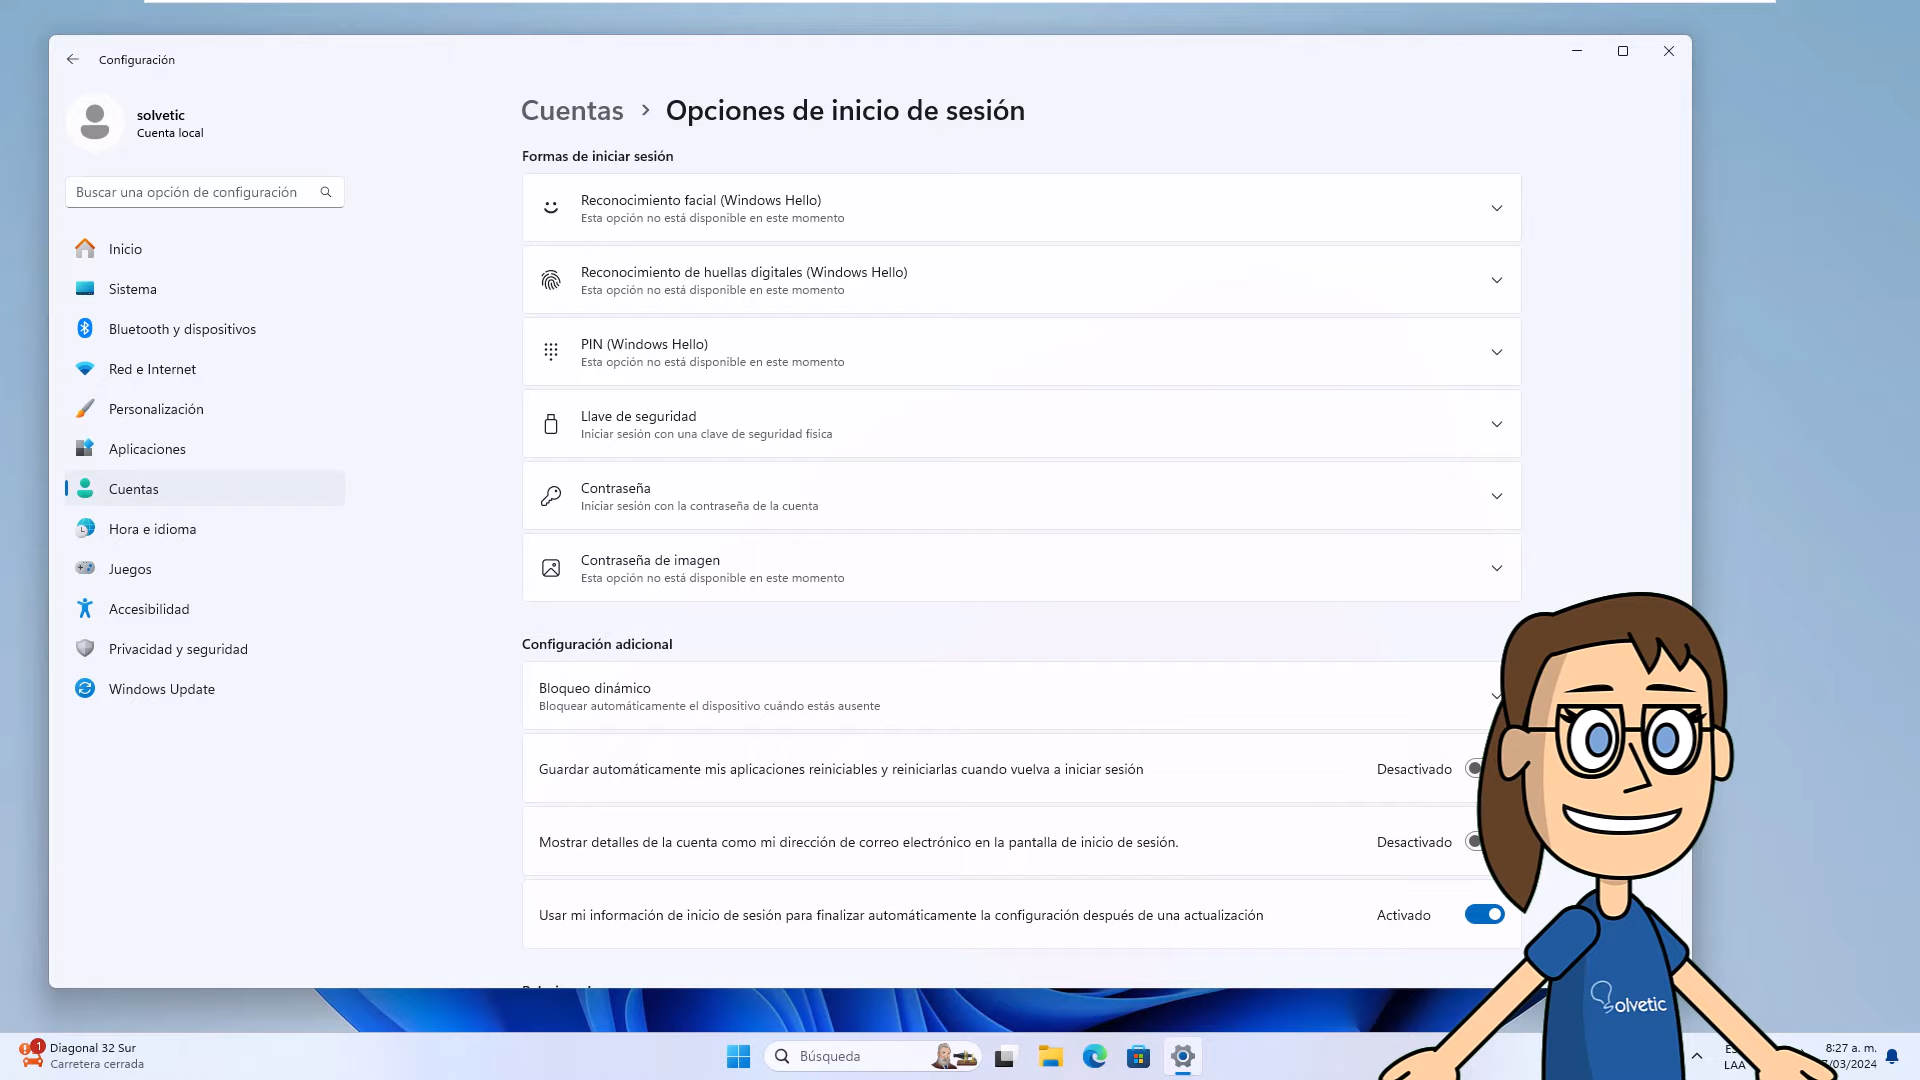 Configuración
solvetic
Cuenta local
Buscar una opción de configuración
Inicio
Sistema
Bluetooth y dispositivos
Red e Internet
Personalización
Aplicaciones
Cuentas
Hora e idioma
Juegos
Accesibilidad
Privacidad y seguridad
Windows Update
Cuentas > Opciones de inicio de sesión
Formas de iniciar sesión
Reconocimiento facial (Windows Hello)
Esta opción no está disponible en este momento
Reconocimiento de huellas digitales (Windows Hello)
Esta opción no está disponible en este momento
PIN (Windows Hello)
Esta opción no está disponible en este momento
Llave de seguridad
Iniciar sesión con una clave de seguridad física
Contraseña
Iniciar sesión con la contraseña de la cuenta
Contraseña de imagen
Esta opción no está disponible en este momento
Configuración adicional
Bloqueo dinámico
Bloquear automáticamente el dispositivo cuándo estás ausente
Guardar automáticamente mis aplicaciones reiniciables y reiniciarlas cuando vuelva a iniciar sesión
Desactivado
Mostrar detalles de la cuenta como mi dirección de correo electrónico en la pantalla de inicio de sesión.
Desactivado
Usar mi información de inicio de sesión para finalizar automáticamente la configuración después de una actualización
Activado
Solvetic
1
Diagonal 32 Sur
Carretera cerrada
Búsqueda
LAA
8:27 a. m.
/03/2024